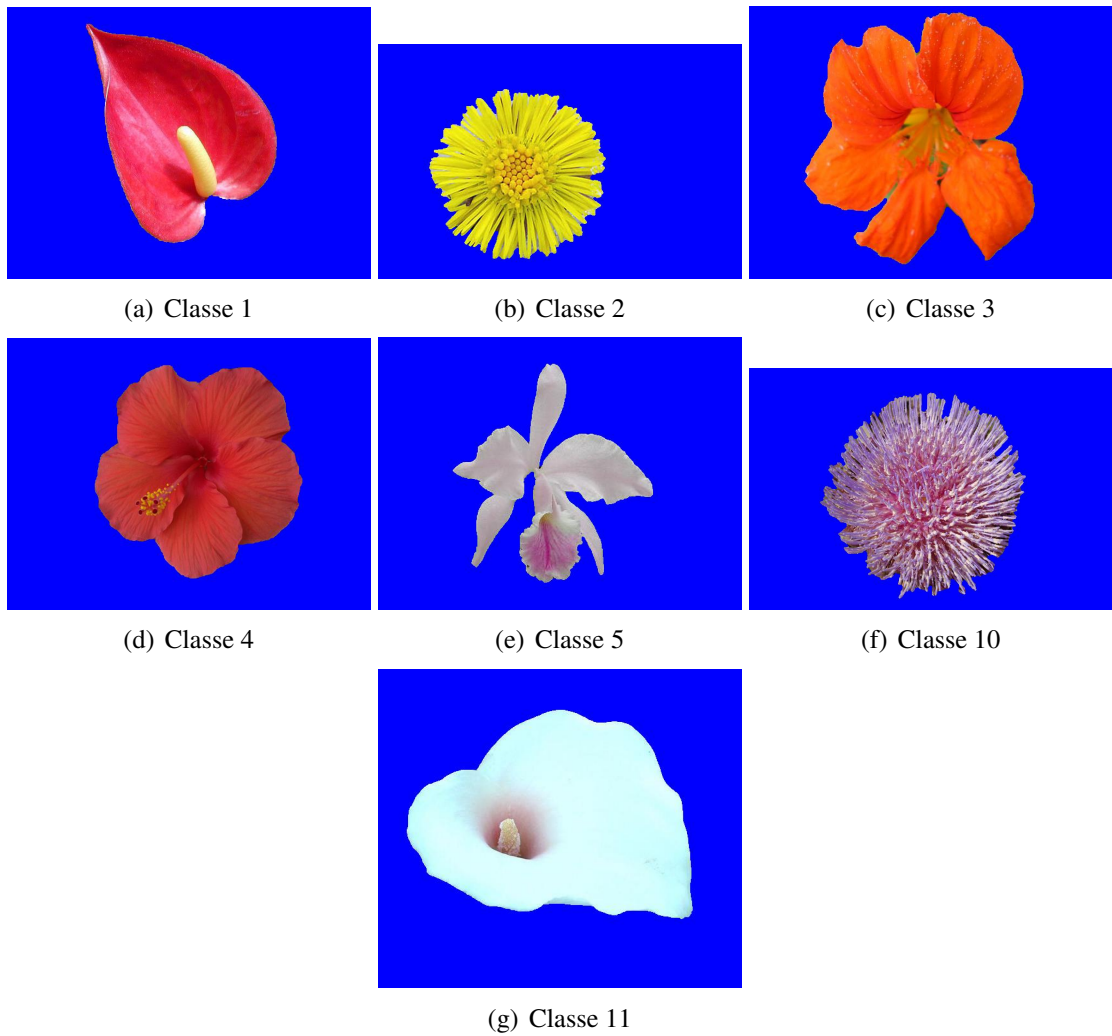 (a) Classe 1
(b) Classe 2
(c) Classe 3
(d) Classe 4
(e) Classe 5
(f) Classe 10
(g) Classe 11